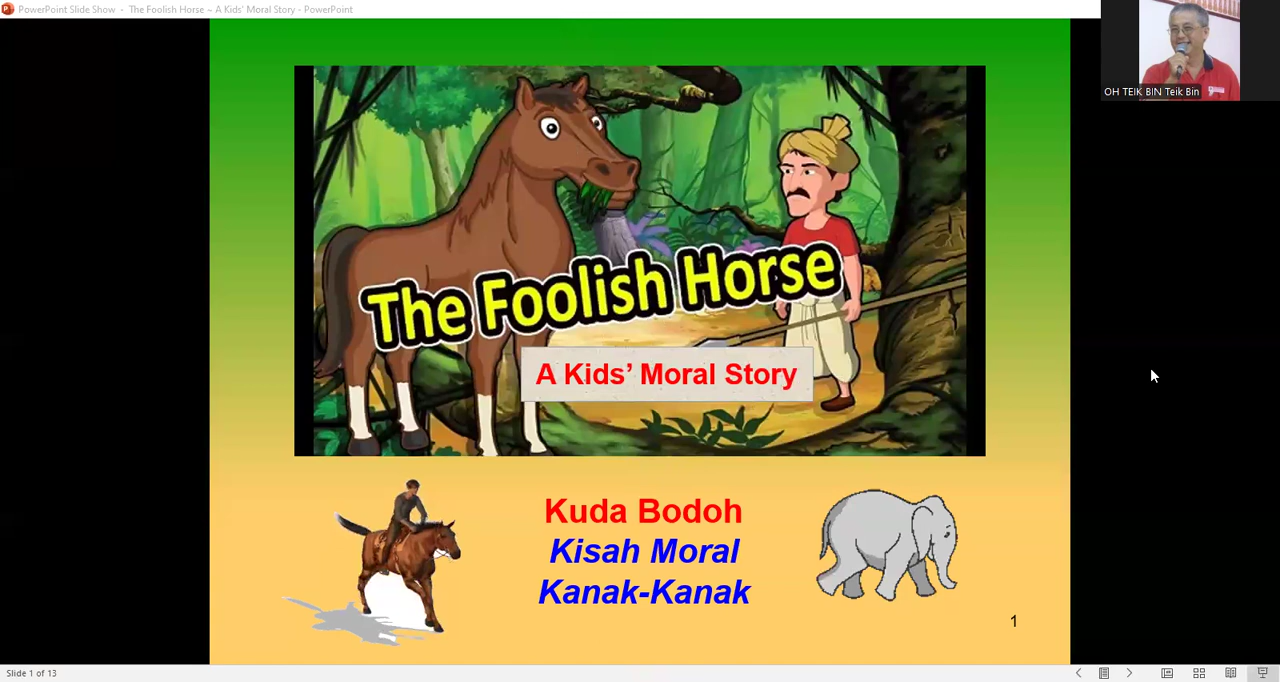 PowerPoint Slide Show - The Foolish Horse ~ A Kids' Moral Story - PowerPoint
OH TEIK BIN Teik Bin
The Foolish Horse
A Kids' Moral Story
Kuda Bodoh
Kisah Moral
Kanak-Kanak
1
Slide 1 of 13